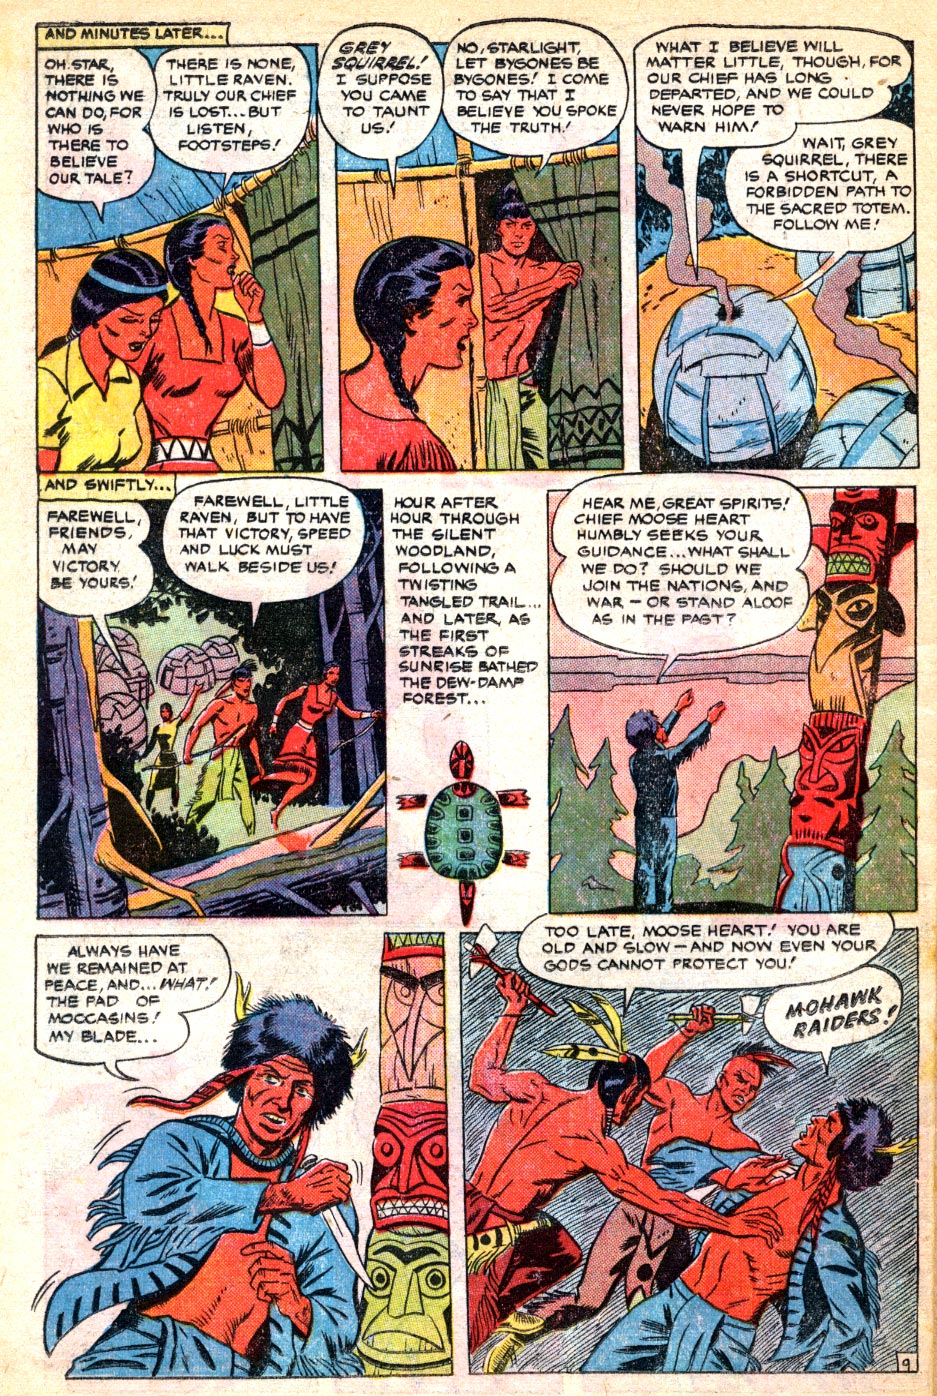 AND MINUTES LATER...
OH, STAR,
THERE IS
NOTHING WE
CAN DO, FOR
WHO IS
THERE TO
BELIEVE
OUR TALE?
THERE IS NONE,
LITTLE RAVEN.
TRULY OUR CHIEF
IS LOST...BUT
LISTEN,
FOOTSTEPS!
GREY
SQUIRREL!
I SUPPOSE
YOU CAME
TO TAUNT
US!
NO, STARLIGHT,
LET BYGONES BE
BYGONES! I COME
TO SAY THAT I
BELIEVE YOU SPOKE
THE TRUTH!
WHAT I BELIEVE WILL
MATTER LITTLE, THOUGH, FOR
OUR CHIEF HAS LONG
DEPARTED, AND WE COULD
NEVER HOPE TO
WARN HIM!
WAIT, GREY
SQUIRREL, THERE
IS A SHORTCUT, A
FORBIDDEN PATH TO
THE SACRED TOTEM.
FOLLOW ME!
AND SWIFTLY...
FAREWELL,
FRIENDS,
MAY
VICTORY
BE YOURS!
FAREWELL, LITTLE
RAVEN, BUT TO HAVE
THAT VICTORY, SPEED
AND LUCK MUST
WALK BESIDE US!
HOUR AFTER
HOUR THROUGH
THE SILENT
WOODLAND,
FOLLOWING A
TWISTING
TANGLED TRAIL...
AND LATER, AS
THE FIRST
STREAKS OF
SUNRISE BATHED
THE DEW-DAMP
FOREST...
HEAR ME, GREAT SPIRITS!
CHIEF MOOSE HEART
HUMBLY SEEKS YOUR
GUIDANCE...WHAT SHALL
WE DO? SHOULD WE
JOIN THE NATIONS, AND
WAR — OR STAND ALOOF
AS IN THE PAST?
ALWAYS HAVE
WE REMAINED AT
PEACE, AND...WHAT!
THE PAD OF
MOCCASINS!
MY BLADE...
TOO LATE, MOOSE HEART! YOU ARE
OLD AND SLOW — AND NOW EVEN YOUR
GODS CANNOT PROTECT YOU!
MOHAWK
RAIDERS!
9